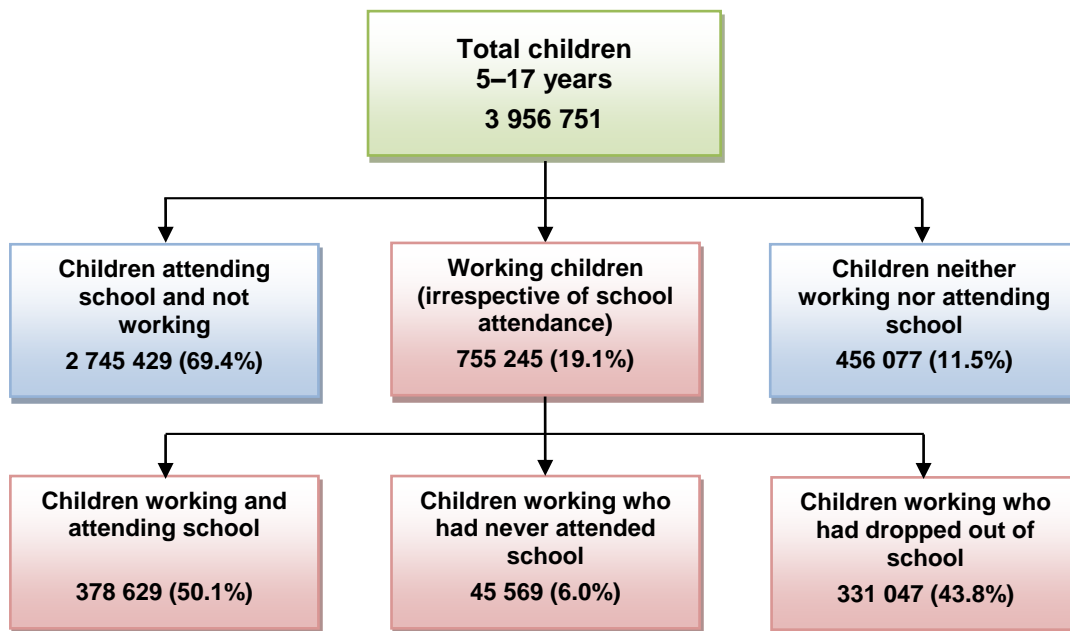 Total children
5–17 years
3 956 751
Children attending
school and not
working
2 745 429 (69.4%)
Working children
(irrespective of school
attendance)
755 245 (19.1%)
Children neither
working nor attending
school
456 077 (11.5%)
Children working and
attending school
378 629 (50.1%)
Children working who
had never attended
school
45 569 (6.0%)
Children working who
had dropped out of
school
331 047 (43.8%)